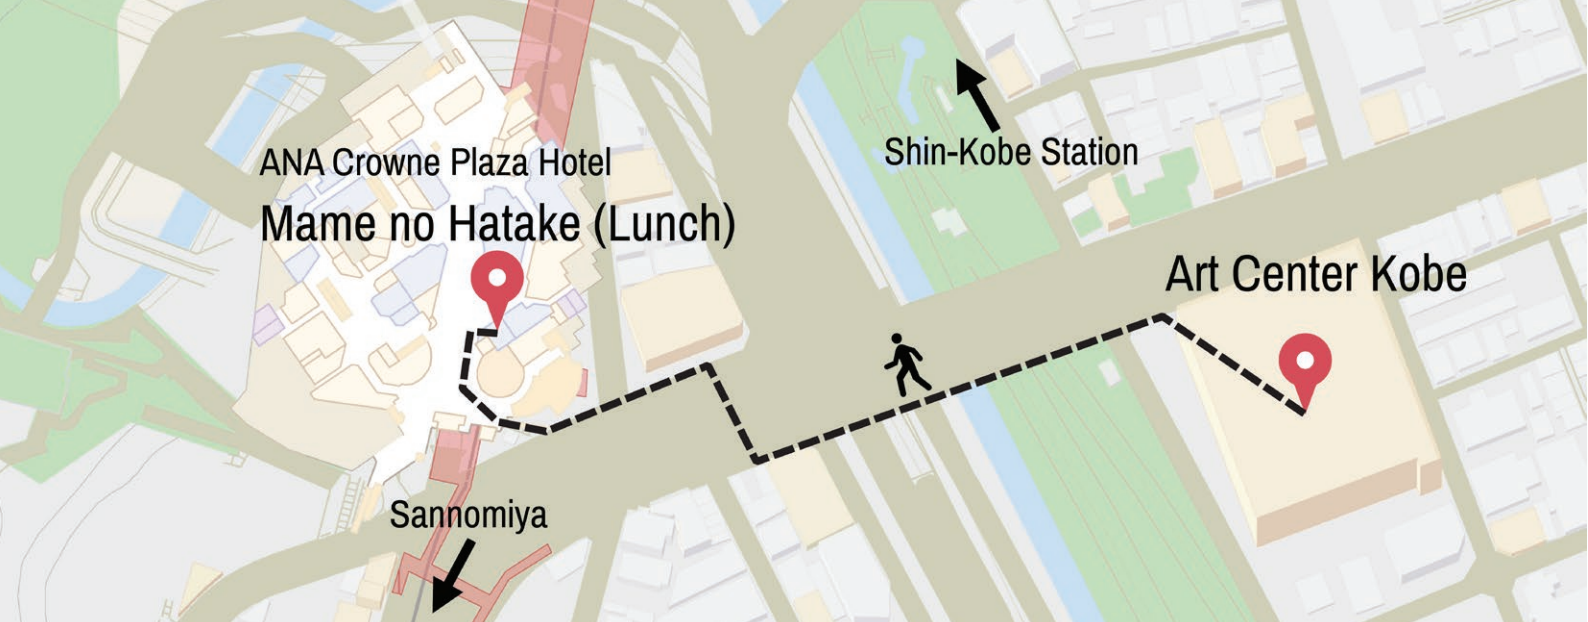 ANA Crowne Plaza Hotel
Mame no Hatake (Lunch)
Shin-Kobe Station
Art Center Kobe
Sannomiya